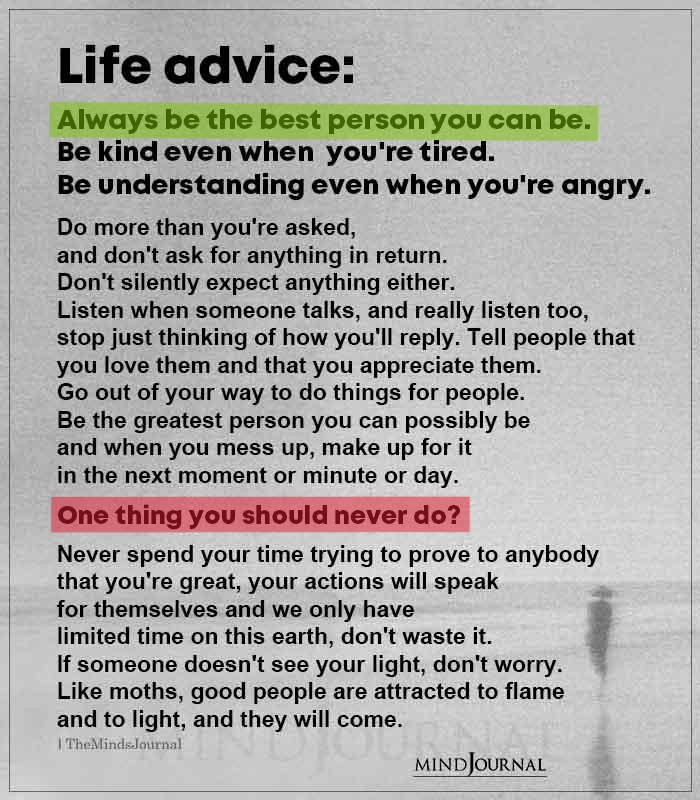 Life advice:
Always be the best person you can be.
Be kind even when you're tired.
Be understanding even when you're angry.
Do more than you're asked,
and don't ask for anything in return.
Don't silently expect anything either.
Listen when someone talks, and really listen too,
stop just thinking of how you'll reply. Tell people that
you love them and that you appreciate them.
Go out of your way to do things for people.
Be the greatest person you can possibly be
and when you mess up, make up for it
in the next moment or minute or day.
One thing you should never do?
Never spend your time trying to prove to anybody
that you're great, your actions will speak
for themselves and we only have
limited time on this earth, don't waste it.
If someone doesn't see your light, don't worry.
Like moths, good people are attracted to flame
and to light, and they will come.
| TheMindsJournal
MIND JOURNAL
MINDJOURNAL